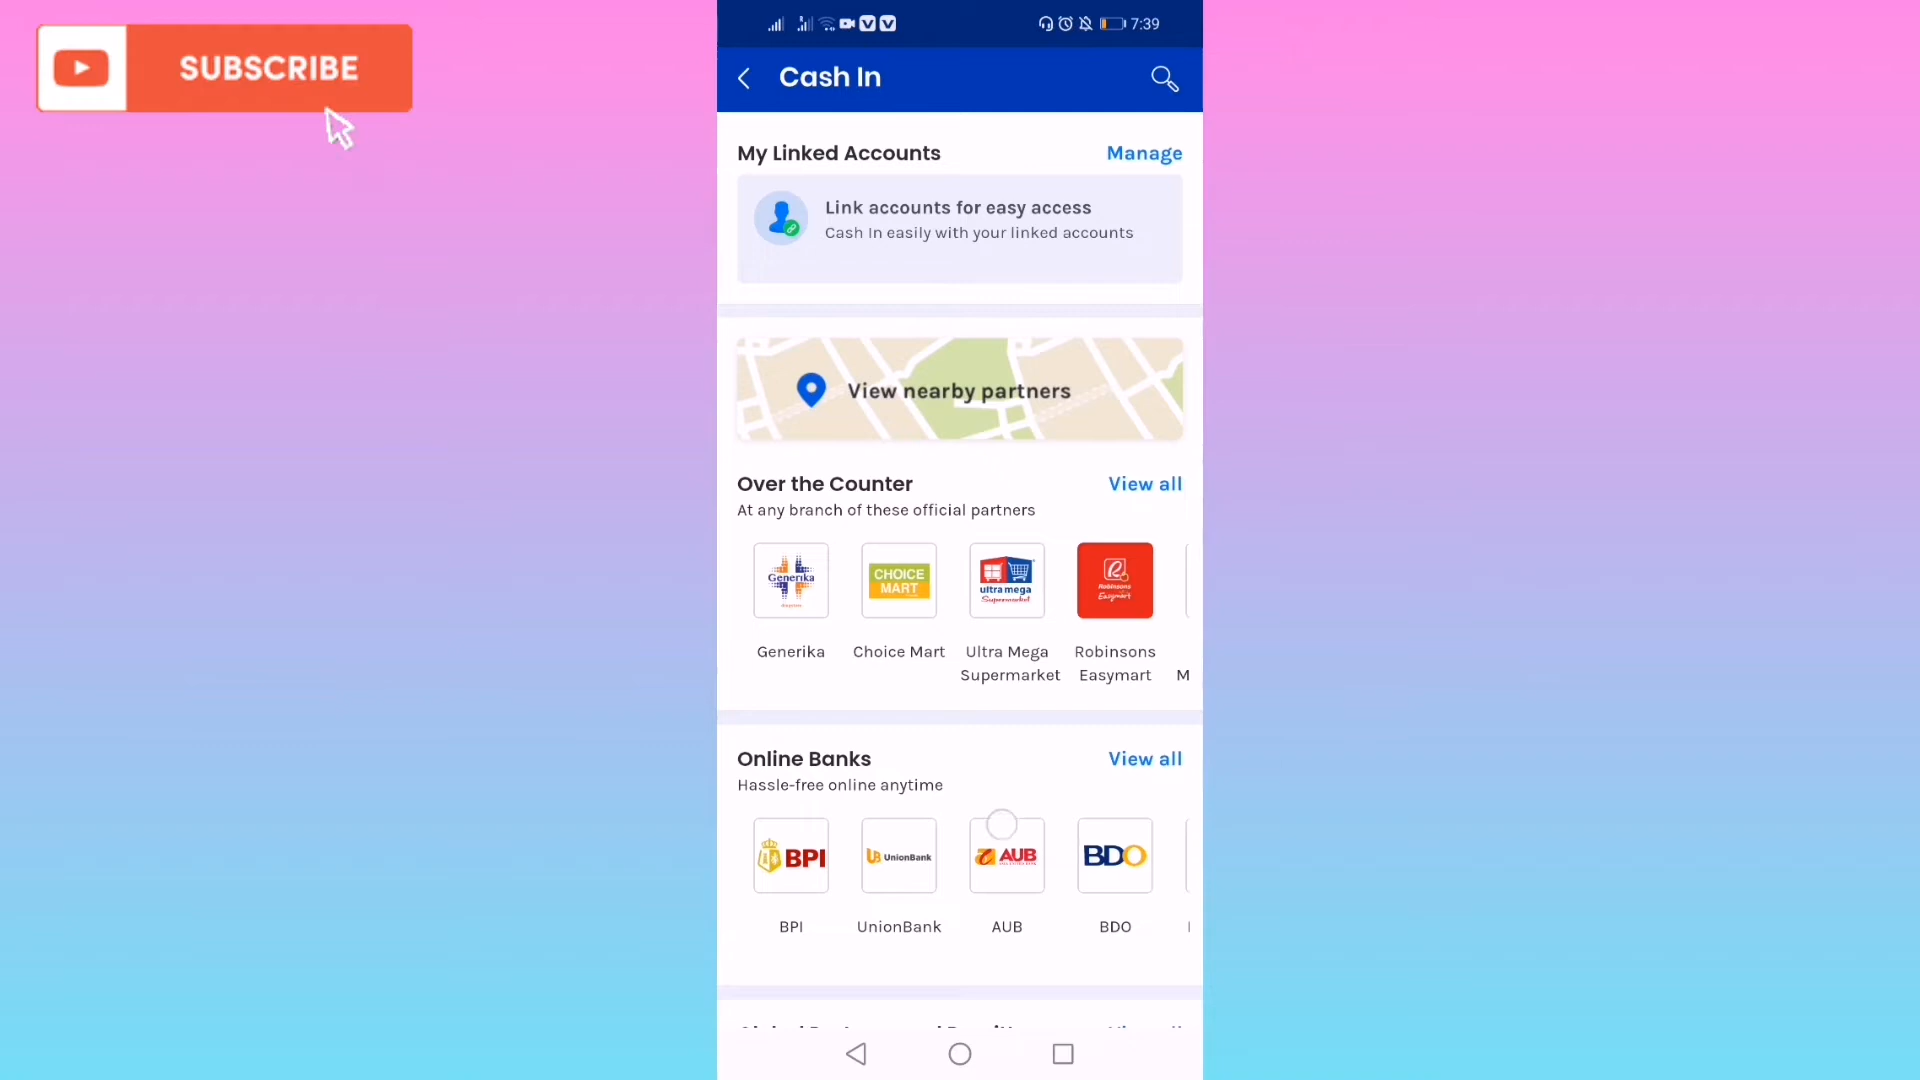 SUBSCRIBE
7:39
Cash In
My Linked Accounts
Manage
Link accounts for easy access
Cash In easily with your linked accounts
View nearby partners
Over the Counter
View all
At any branch of these official partners
Generika
CHOICE
MART
ultra mega
Supermarket
Robinsons
Easymart
Generika
Choice Mart
Ultra Mega
Supermarket
Robinsons
Easymart
M
Online Banks
View all
Hassle-free online anytime
BPI
UnionBank
AUB
BDO
BPI
UnionBank
AUB
BDO